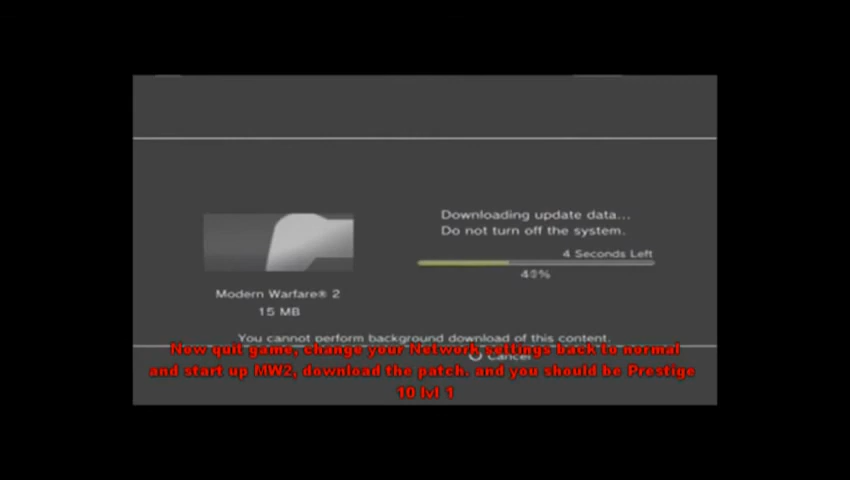 Downloading update data...
Do not turn off the system.
4 Seconds Left
Modern Warfare® 2
15 MB
You cannot perform background download of this content.
Now quit game, change your Network settings back to normal
Cancel
and start up MW2, download the patch. and you should be Prestige
10 lvl 1